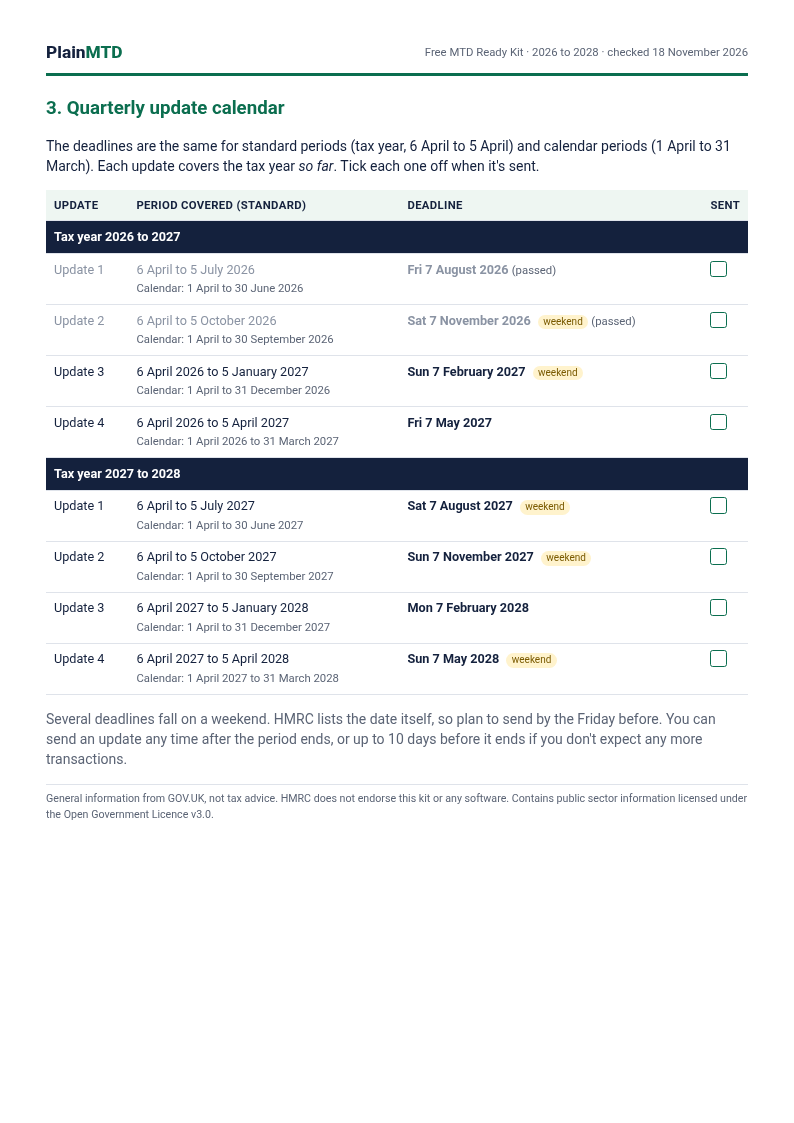 PlainMTD
Free MTD Ready Kit · 2026 to 2028 · checked 18 November 2026
3. Quarterly update calendar
The deadlines are the same for standard periods (tax year, 6 April to 5 April) and calendar periods (1 April to 31
March). Each update covers the tax year so far. Tick each one off when it's sent.
UPDATE PERIOD COVERED (STANDARD) DEADLINE SENT
Tax year 2026 to 2027
Update 1 6 April to 5 July 2026 Fri 7 August 2026 (passed)
Calendar: 1 April to 30 June 2026
Update 2 6 April to 5 October 2026 Sat 7 November 2026 weekend (passed)
Calendar: 1 April to 30 September 2026
Update 3 6 April 2026 to 5 January 2027 Sun 7 February 2027 weekend
Calendar: 1 April to 31 December 2026
Update 4 6 April 2026 to 5 April 2027 Fri 7 May 2027
Calendar: 1 April 2026 to 31 March 2027
Tax year 2027 to 2028
Update 1 6 April to 5 July 2027 Sat 7 August 2027 weekend
Calendar: 1 April to 30 June 2027
Update 2 6 April to 5 October 2027 Sun 7 November 2027 weekend
Calendar: 1 April to 30 September 2027
Update 3 6 April 2027 to 5 January 2028 Mon 7 February 2028
Calendar: 1 April to 31 December 2027
Update 4 6 April 2027 to 5 April 2028 Sun 7 May 2028 weekend
Calendar: 1 April 2027 to 31 March 2028
Several deadlines fall on a weekend. HMRC lists the date itself, so plan to send by the Friday before. You can
send an update any time after the period ends, or up to 10 days before it ends if you don't expect any more
transactions.
General information from GOV.UK, not tax advice. HMRC does not endorse this kit or any software. Contains public sector information licensed under
the Open Government Licence v3.0.